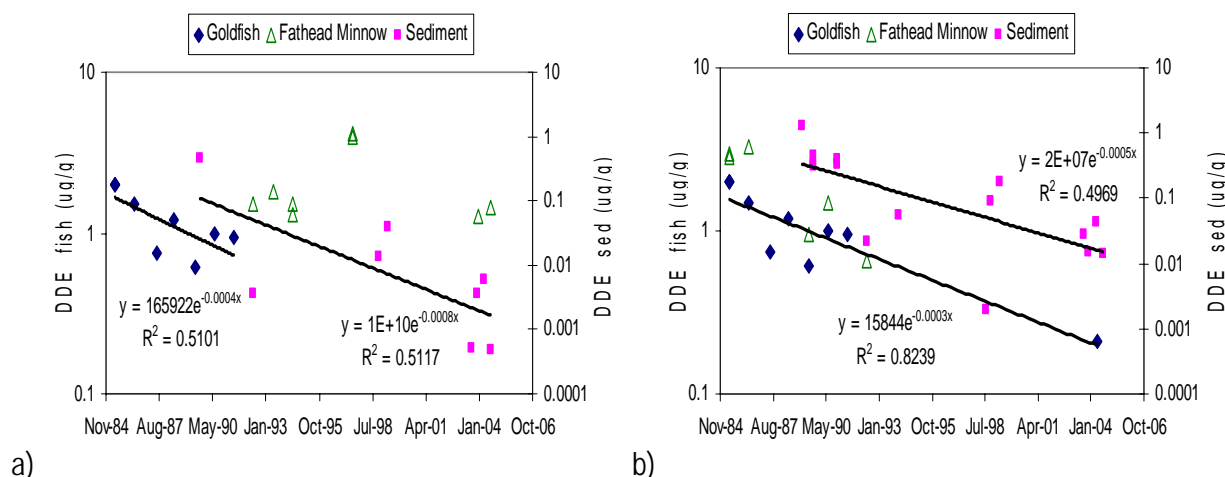 Goldfish Fathead Minnow Sediment
10
1
0.1
DDE fish (ug/g)
10
1
0.1
0.01
0.001
0.0001
DDE sed (ug/g)
y = 165922e^-0.0004x
R² = 0.5101
y = 1E+10e^-0.0008x
R² = 0.5117
Nov-84 Aug-87 May-90 Jan-93 Oct-95 Jul-98 Apr-01 Jan-04 Oct-06
a)
Goldfish Fathead Minnow Sediment
10
1
0.1
DDE fish (ug/g)
10
1
0.1
0.01
0.001
0.0001
DDE sed (ug/g)
y = 2E+07e^-0.0005x
R² = 0.4969
y = 15844e^-0.0003x
R² = 0.8239
Nov-84 Aug-87 May-90 Jan-93 Oct-95 Jul-98 Apr-01 Jan-04 Oct-06
b)